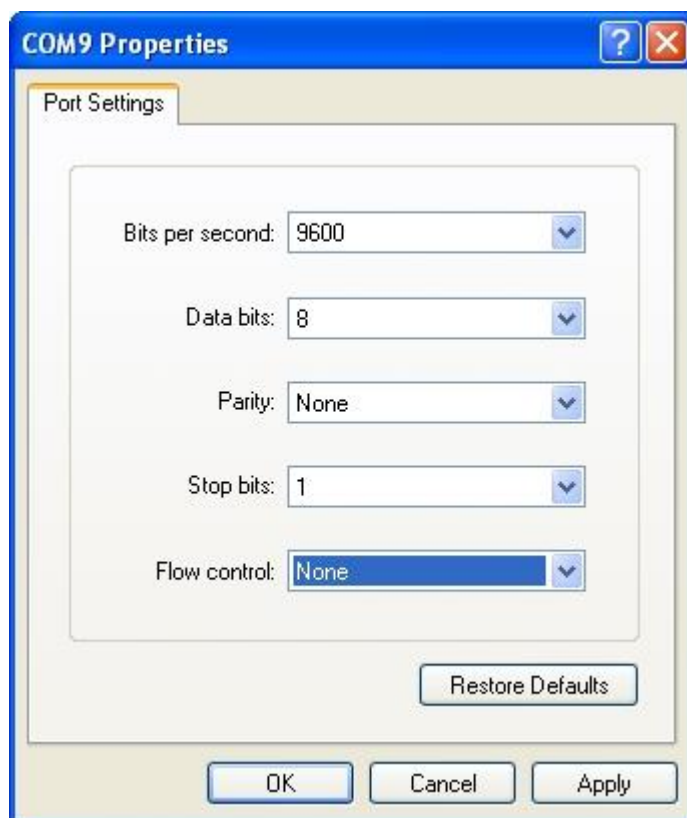 COM9 Properties
Port Settings
Bits per second: 9600
Data bits: 8
Parity: None
Stop bits: 1
Flow control: None
Restore Defaults
OK Cancel Apply